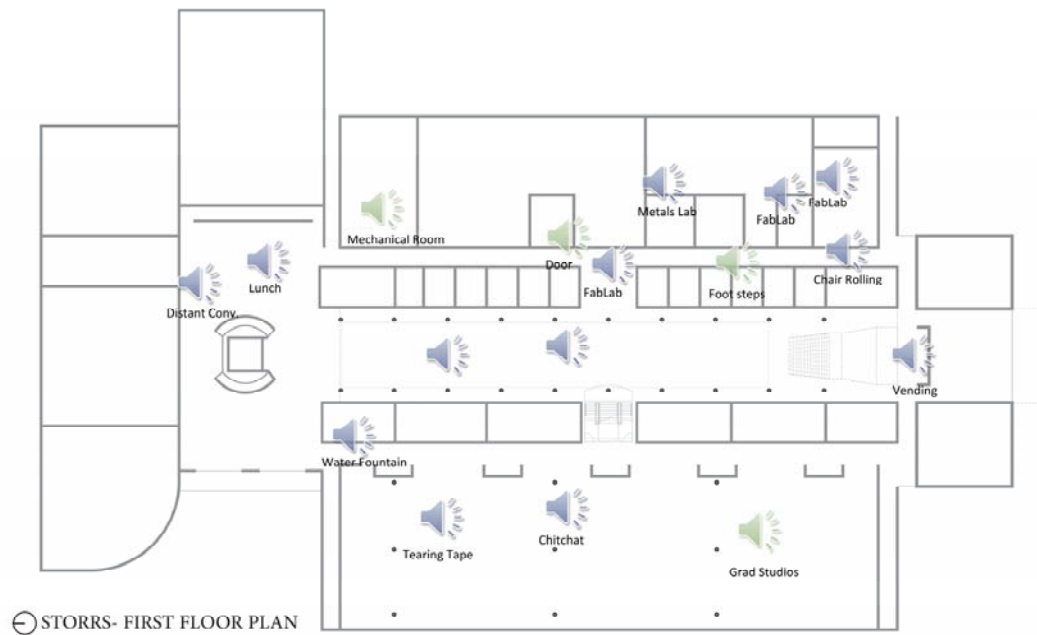 Metals Lab
FabLab
FabLab
Mechanical Room
Door
FabLab
Foot steps
Chair Rolling
Lunch
Distant Conv.
Vending
Water Fountain
Tearing Tape
Chitchat
Grad Studios
STORRS- FIRST FLOOR PLAN